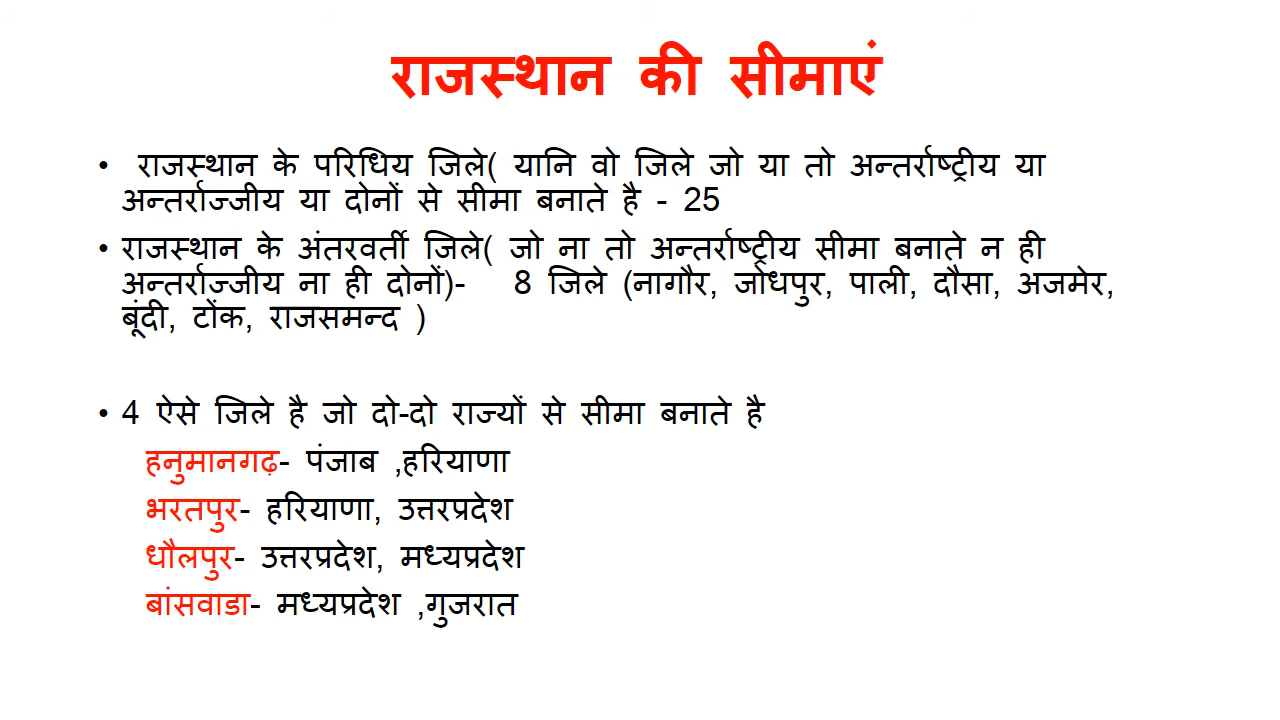 राजस्थान की सीमाएं
• राजस्थान के परिधिय जिले( यानि वो जिले जो या तो अन्तर्राष्ट्रीय या
अन्तर्राज्जीय या दोनों से सीमा बनाते है - 25
• राजस्थान के अंतरवर्ती जिले( जो ना तो अन्तर्राष्ट्रीय सीमा बनाते न ही
अन्तर्राज्जीय ना ही दोनों)- 8 जिले (नागौर, जोधपुर, पाली, दौसा, अजमेर,
बूंदी, टोंक, राजसमन्द )
• 4 ऐसे जिले है जो दो-दो राज्यों से सीमा बनाते है
हनुमानगढ़- पंजाब ,हरियाणा
भरतपुर- हरियाणा, उत्तरप्रदेश
धौलपुर- उत्तरप्रदेश, मध्यप्रदेश
बांसवाडा- मध्यप्रदेश ,गुजरात